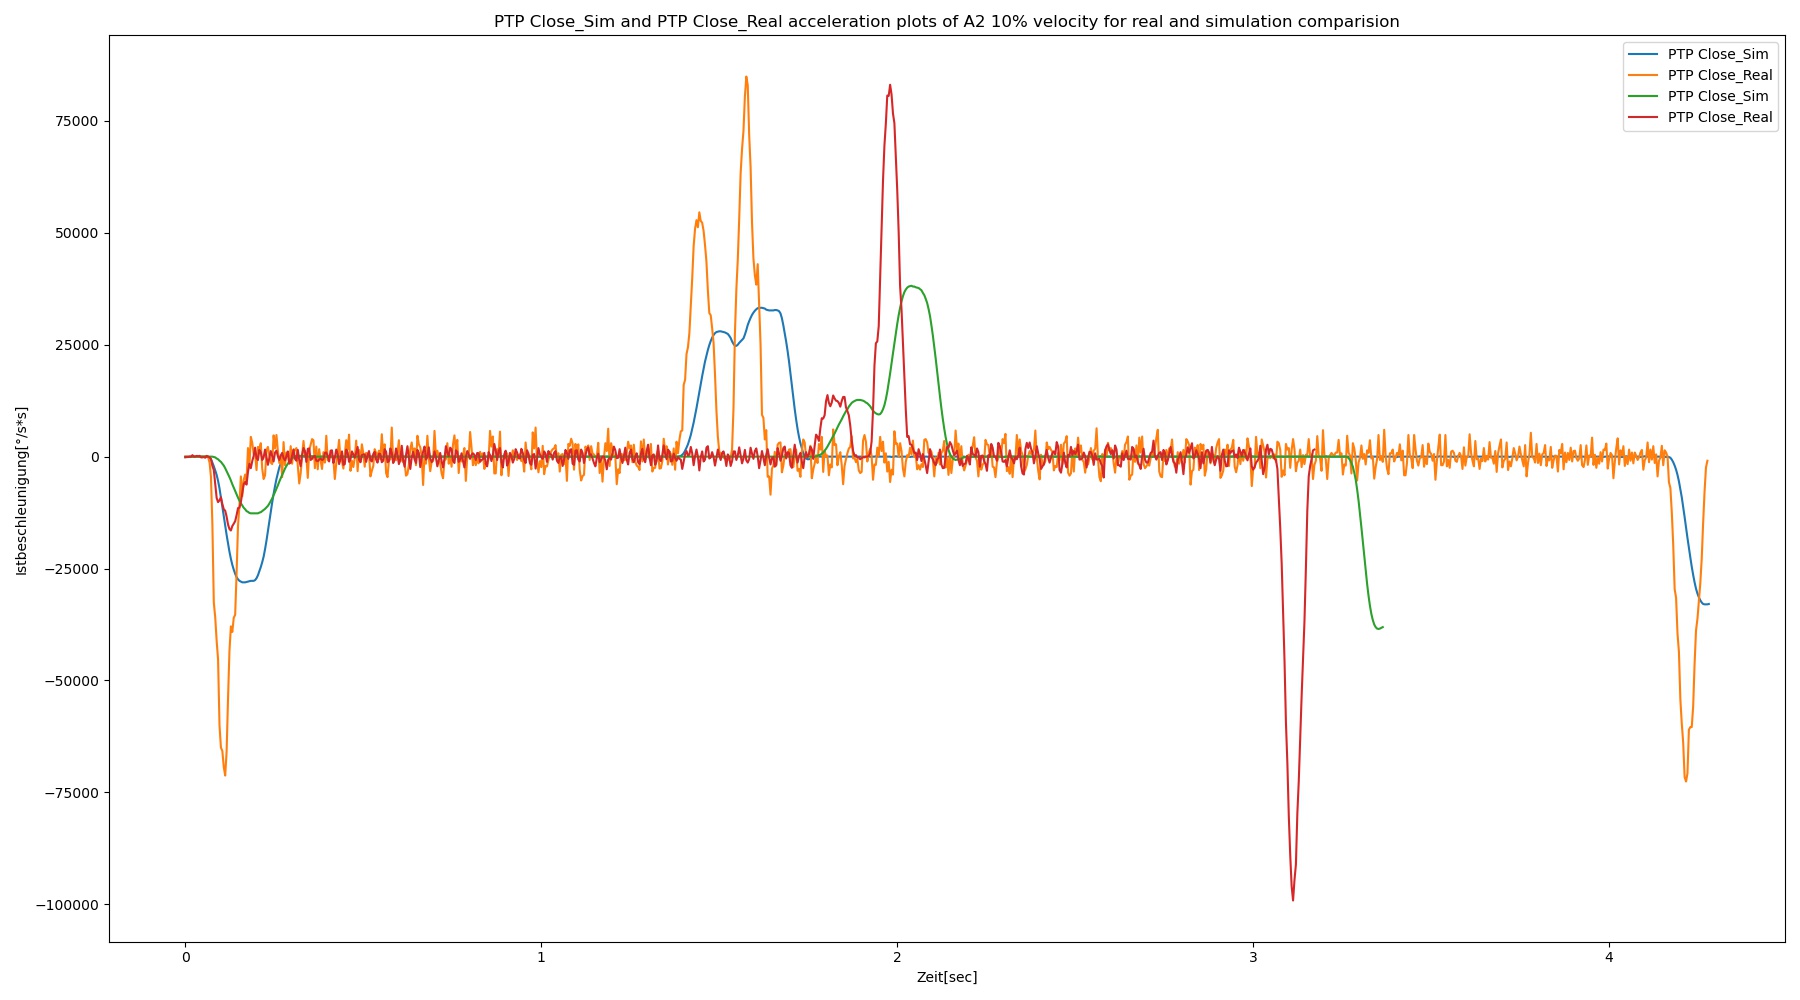 PTP Close_Sim and PTP Close_Real acceleration plots of A2 10% velocity for real and simulation comparision
PTP Close_Sim
PTP Close_Real
PTP Close_Sim
PTP Close_Real
Istbeschleunigung[°/s*s]
75000
50000
25000
0
−25000
−50000
−75000
−100000
0 1 2 3 4
Zeit[sec]